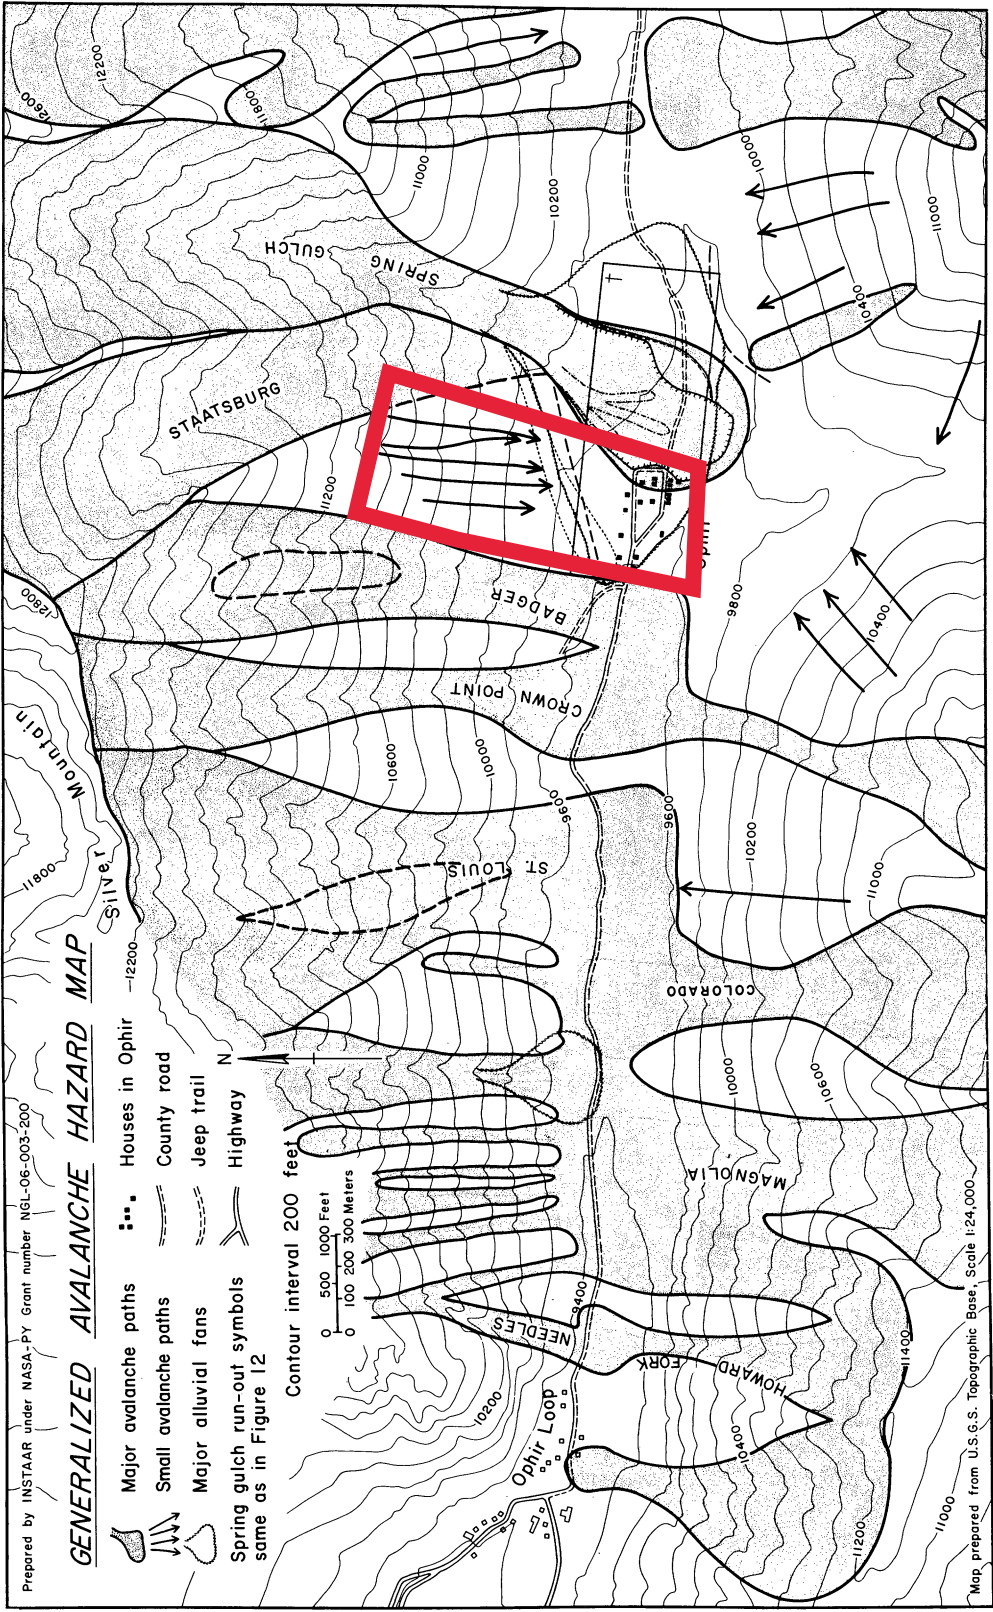 Prepared by INSTAAR under NASA-PY Grant number NGL-06-003-200
GENERALIZED AVALANCHE HAZARD MAP
Major avalanche paths
Small avalanche paths
Major alluvial fans
Spring gulch run-out symbols
same as in Figure 12
Houses in Ophir
County road
Jeep trail
Highway
Contour interval 200 feet
0 500 1000 Feet
0 100 200 300 Meters
N
Silver Mountain
11800
12200
12800
12600
12200
11800
11000
10200
11200
10600
10000
9600
9600
9400
10200
10000
11000
10400
9800
10400
10200
11000
10000
10600
10400
11400
11200
11000
SPRING GULCH
STAATSBURG
BADGER
CROWN POINT
ST. LOUIS
NEEDLES
HOWARD FORK
MAGNOLIA
COLORADO
Ophir Loop
Map prepared from U.S.G.S. Topographic Base, Scale 1:24,000